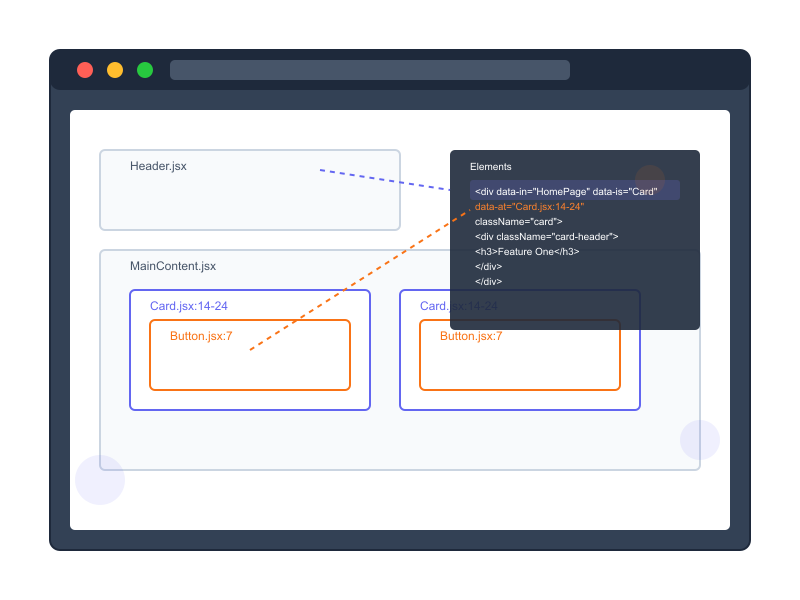 Header.jsx
Elements
<div data-in="HomePage" data-is="Card"
data-at="Card.jsx:14-24"
className="card">
<div className="card-header">
<h3>Feature One</h3>
</div>
</div>
MainContent.jsx
Card.jsx:14-24
Button.jsx:7
Card.jsx:14-24
Button.jsx:7